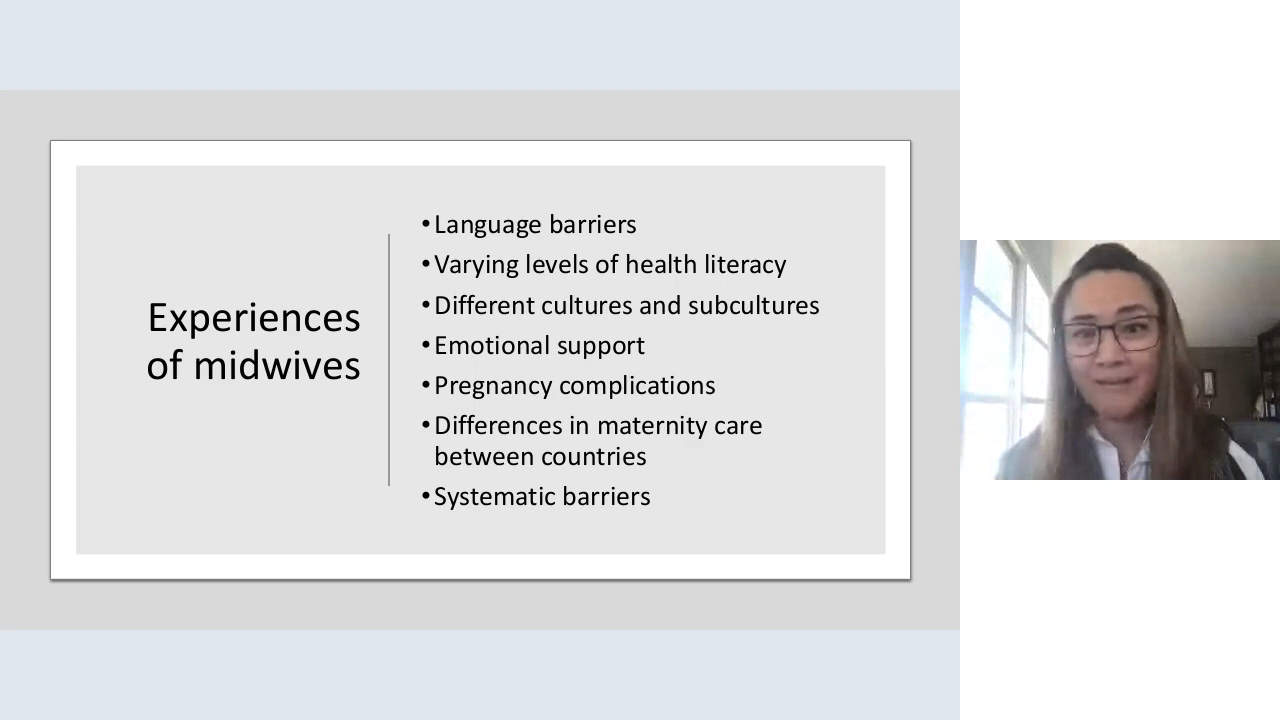 Experiences
of midwives
•Language barriers
•Varying levels of health literacy
•Different cultures and subcultures
•Emotional support
•Pregnancy complications
•Differences in maternity care
between countries
•Systematic barriers